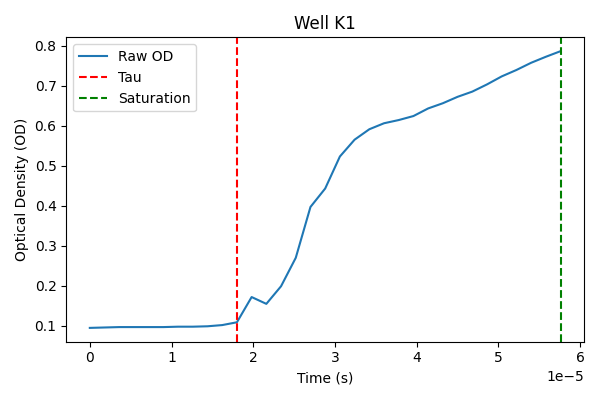 Well K1
Raw OD
Tau
Saturation
Optical Density (OD)
0.8
0.7
0.6
0.5
0.4
0.3
0.2
0.1
0 1 2 3 4 5 6
1e−5
Time (s)